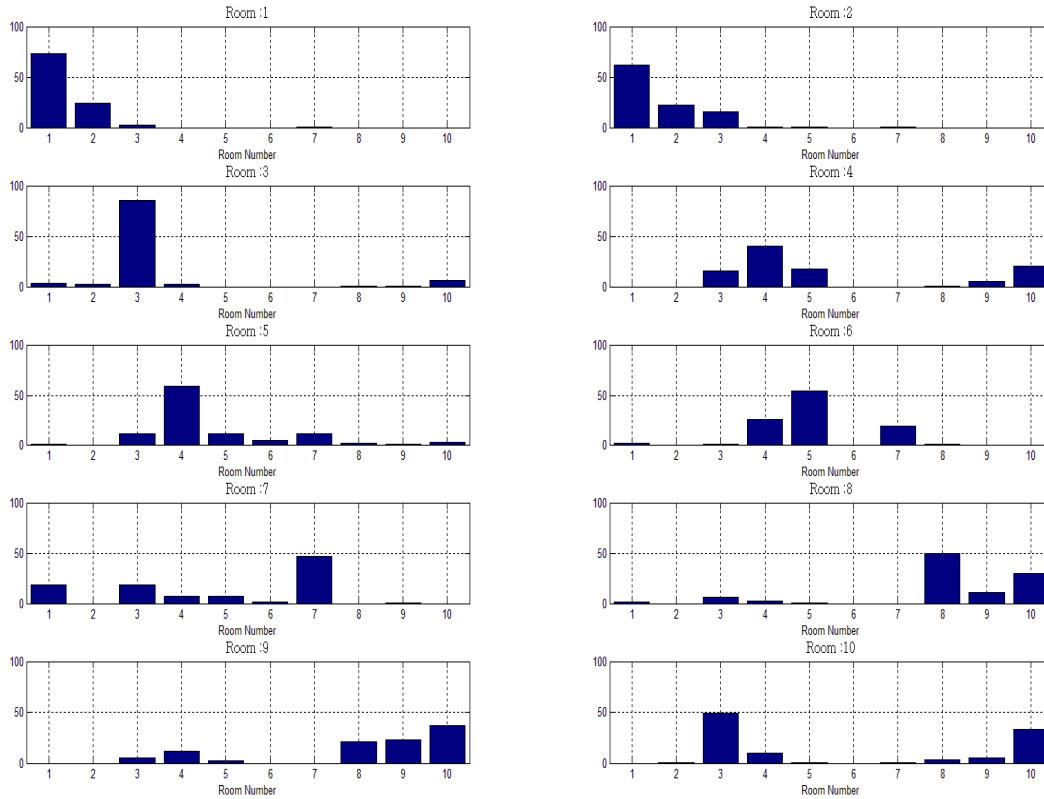 Room :1
100
50
0
1 2 3 4 5 6 7 8 9 10
Room Number
Room :2
100
50
0
1 2 3 4 5 6 7 8 9 10
Room Number
Room :3
100
50
0
1 2 3 4 5 6 7 8 9 10
Room Number
Room :4
100
50
0
1 2 3 4 5 6 7 8 9 10
Room Number
Room :5
100
50
0
1 2 3 4 5 6 7 8 9 10
Room Number
Room :6
100
50
0
1 2 3 4 5 6 7 8 9 10
Room Number
Room :7
100
50
0
1 2 3 4 5 6 7 8 9 10
Room Number
Room :8
100
50
0
1 2 3 4 5 6 7 8 9 10
Room Number
Room :9
100
50
0
1 2 3 4 5 6 7 8 9 10
Room Number
Room :10
100
50
0
1 2 3 4 5 6 7 8 9 10
Room Number